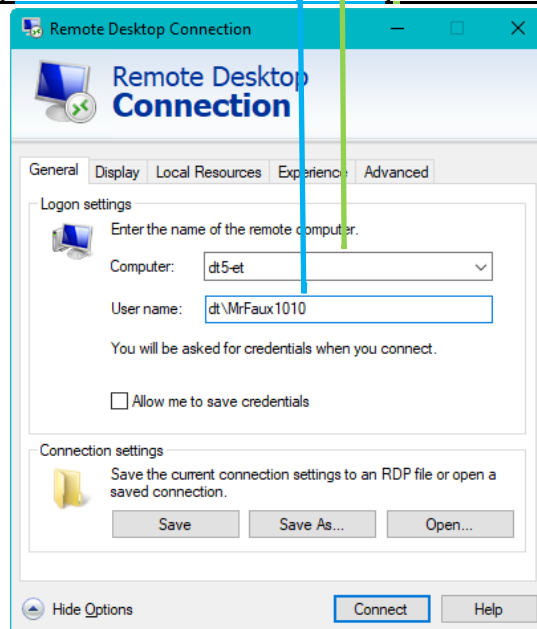 Remote Desktop Connection
Remote Desktop
Connection
General Display Local Resources Experience Advanced
Logon settings
Enter the name of the remote computer.
Computer: dt5-et
User name: dt\MrFaux1010
You will be asked for credentials when you connect.
Allow me to save credentials
Connection settings
Save the current connection settings to an RDP file or open a
saved connection.
Save Save As... Open...
Hide Options Connect Help